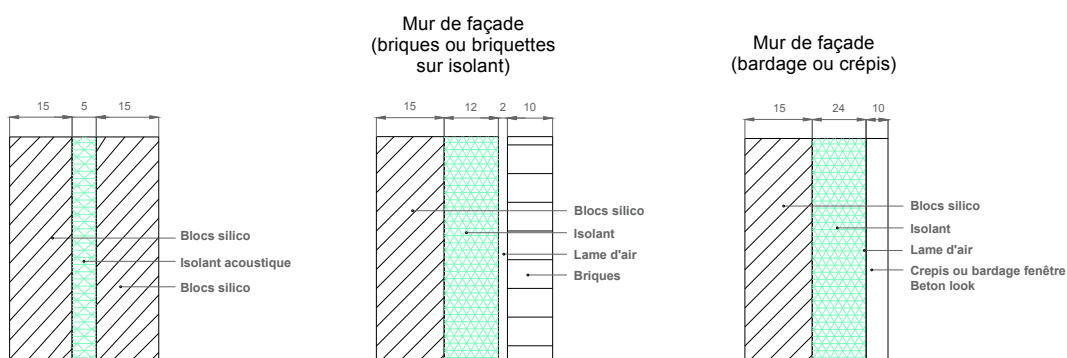 Mur de façade
(briques ou briquettes
sur isolant)
Mur de façade
(bardage ou crépis)
15 5 15
15 12 2 10
15 24 10
Blocs silico
Isolant acoustique
Blocs silico
Blocs silico
Isolant
Lame d'air
Briques
Blocs silico
Isolant
Lame d'air
Crepis ou bardage fenêtre
Beton look